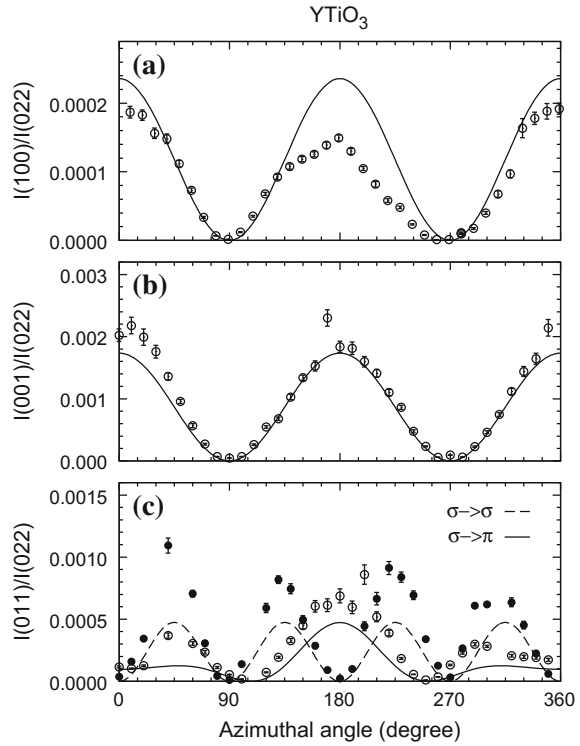 YTiO3
(a)
I(100)/I(022)
0.0002
0.0001
0.0000
(b)
I(001)/I(022)
0.003
0.002
0.001
0.000
(c)
I(011)/I(022)
0.0015
0.0010
0.0005
0.0000
σ−>σ
σ−>π
0
90
180
270
360
Azimuthal angle (degree)